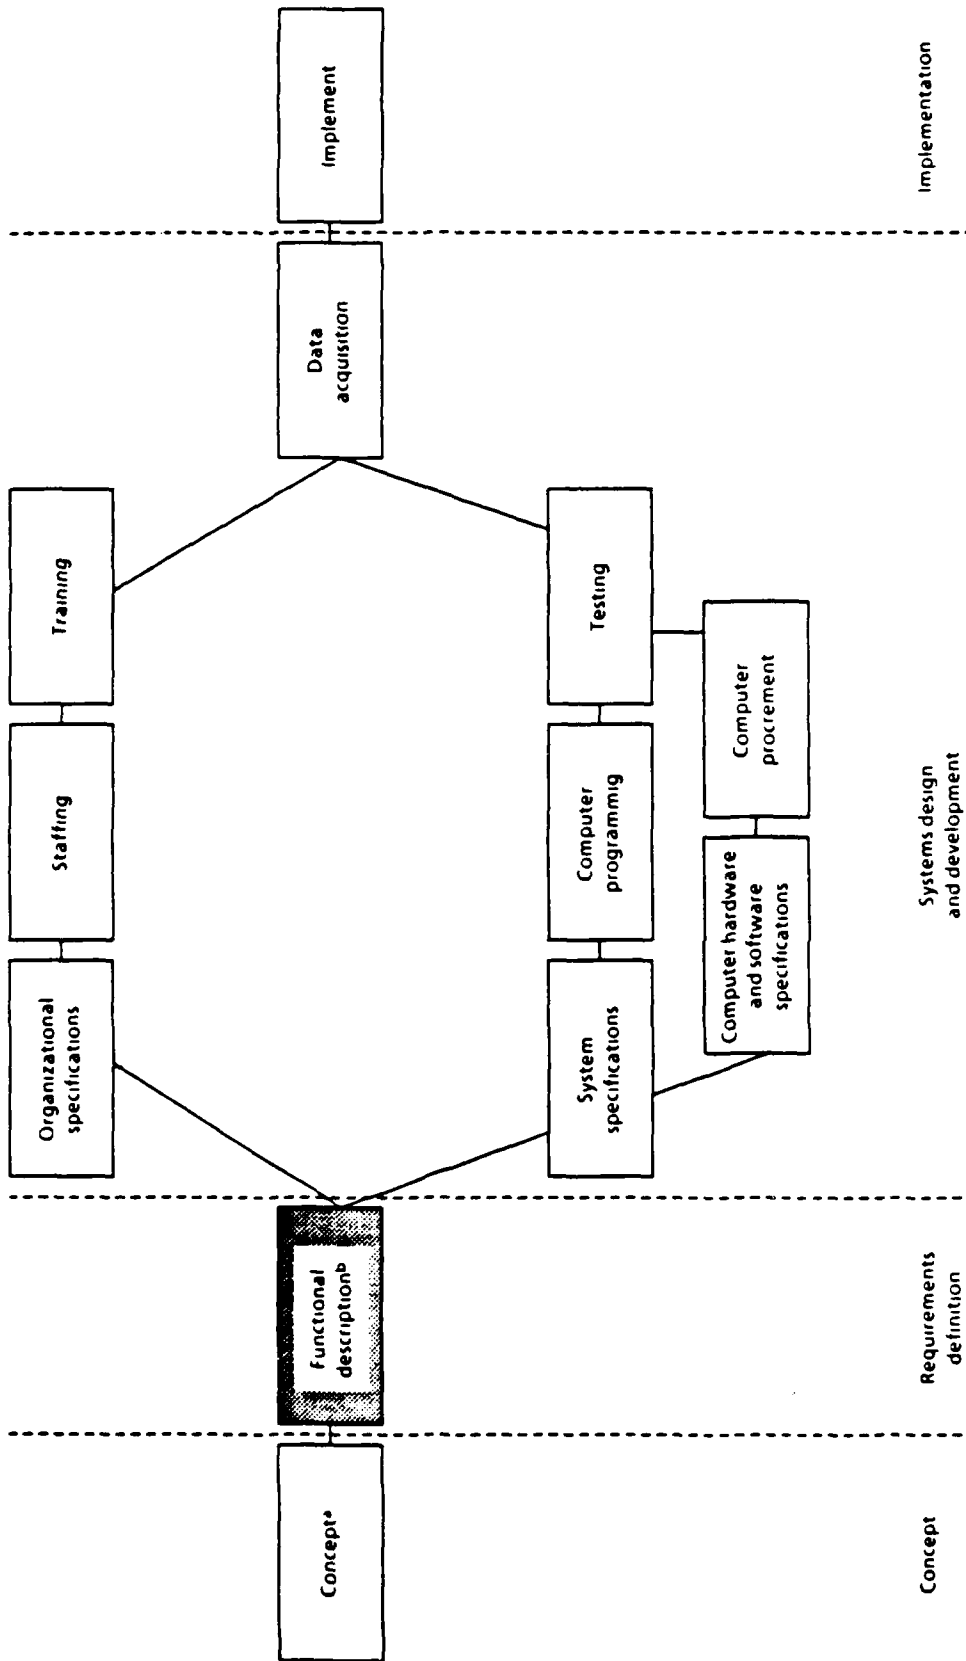 Concept a
Functional
description b
Organizational
specifications
Staffing
Training
System
specifications
Computer
programmig
Testing
Computer hardware
and software
specifications
Computer
procrement
Data
acquisition
Implement
Concept
Requirements
definition
Systems design
and development
Implementation